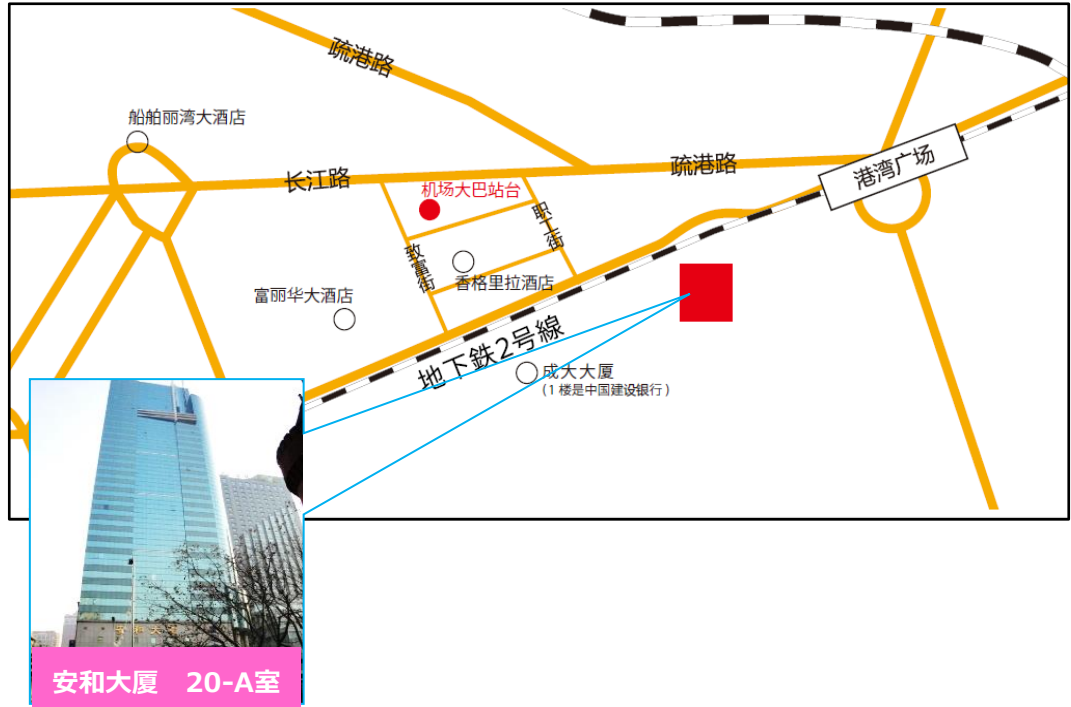 疏港路
船舶丽湾大酒店
长江路
疏港路
港湾广场
机场大巴站台
职工街
致富街
香格里拉酒店
富丽华大酒店
地下鉄2号線
成大大厦
(1 楼是中国建设银行 )
安和大厦　20-A室